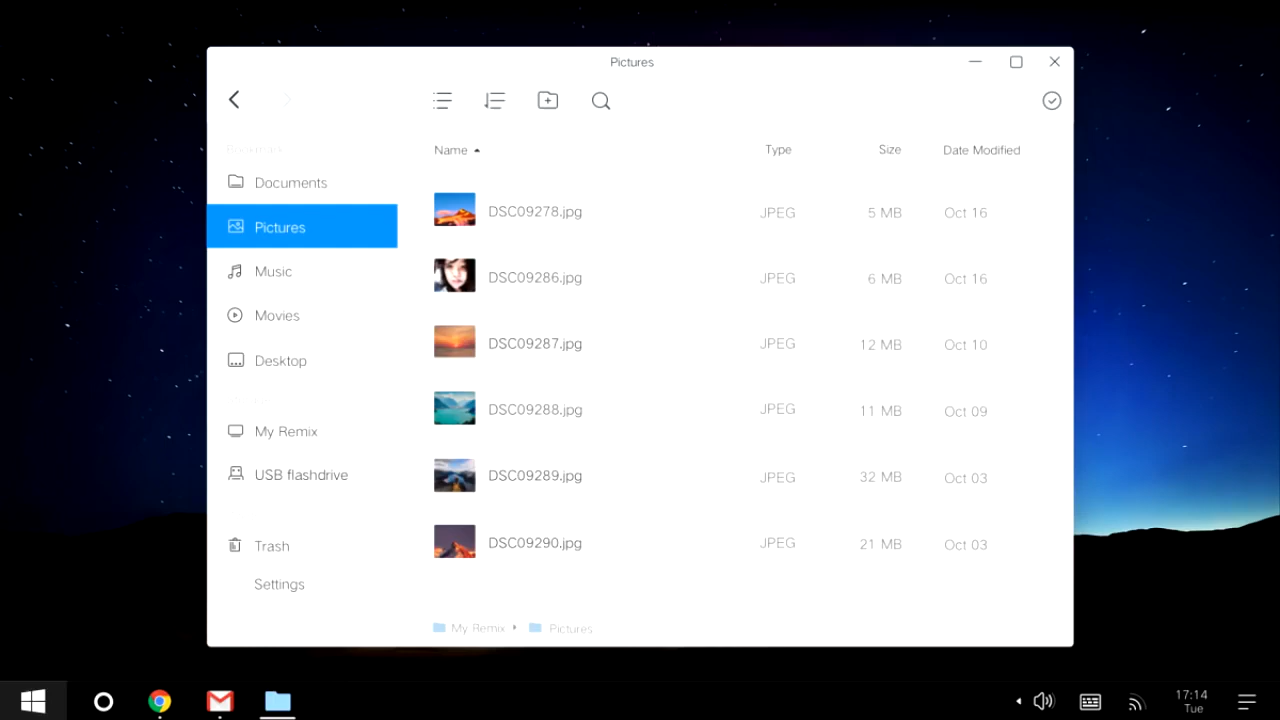 Pictures
Name Type Size Date Modified
Documents
Pictures
Music
Movies
Desktop
My Remix
USB flashdrive
Trash
Settings
DSC09278.jpg JPEG 5 MB Oct 16
DSC09286.jpg JPEG 6 MB Oct 16
DSC09287.jpg JPEG 12 MB Oct 10
DSC09288.jpg JPEG 11 MB Oct 09
DSC09289.jpg JPEG 32 MB Oct 03
DSC09290.jpg JPEG 21 MB Oct 03
My Remix Pictures
17:14
Tue